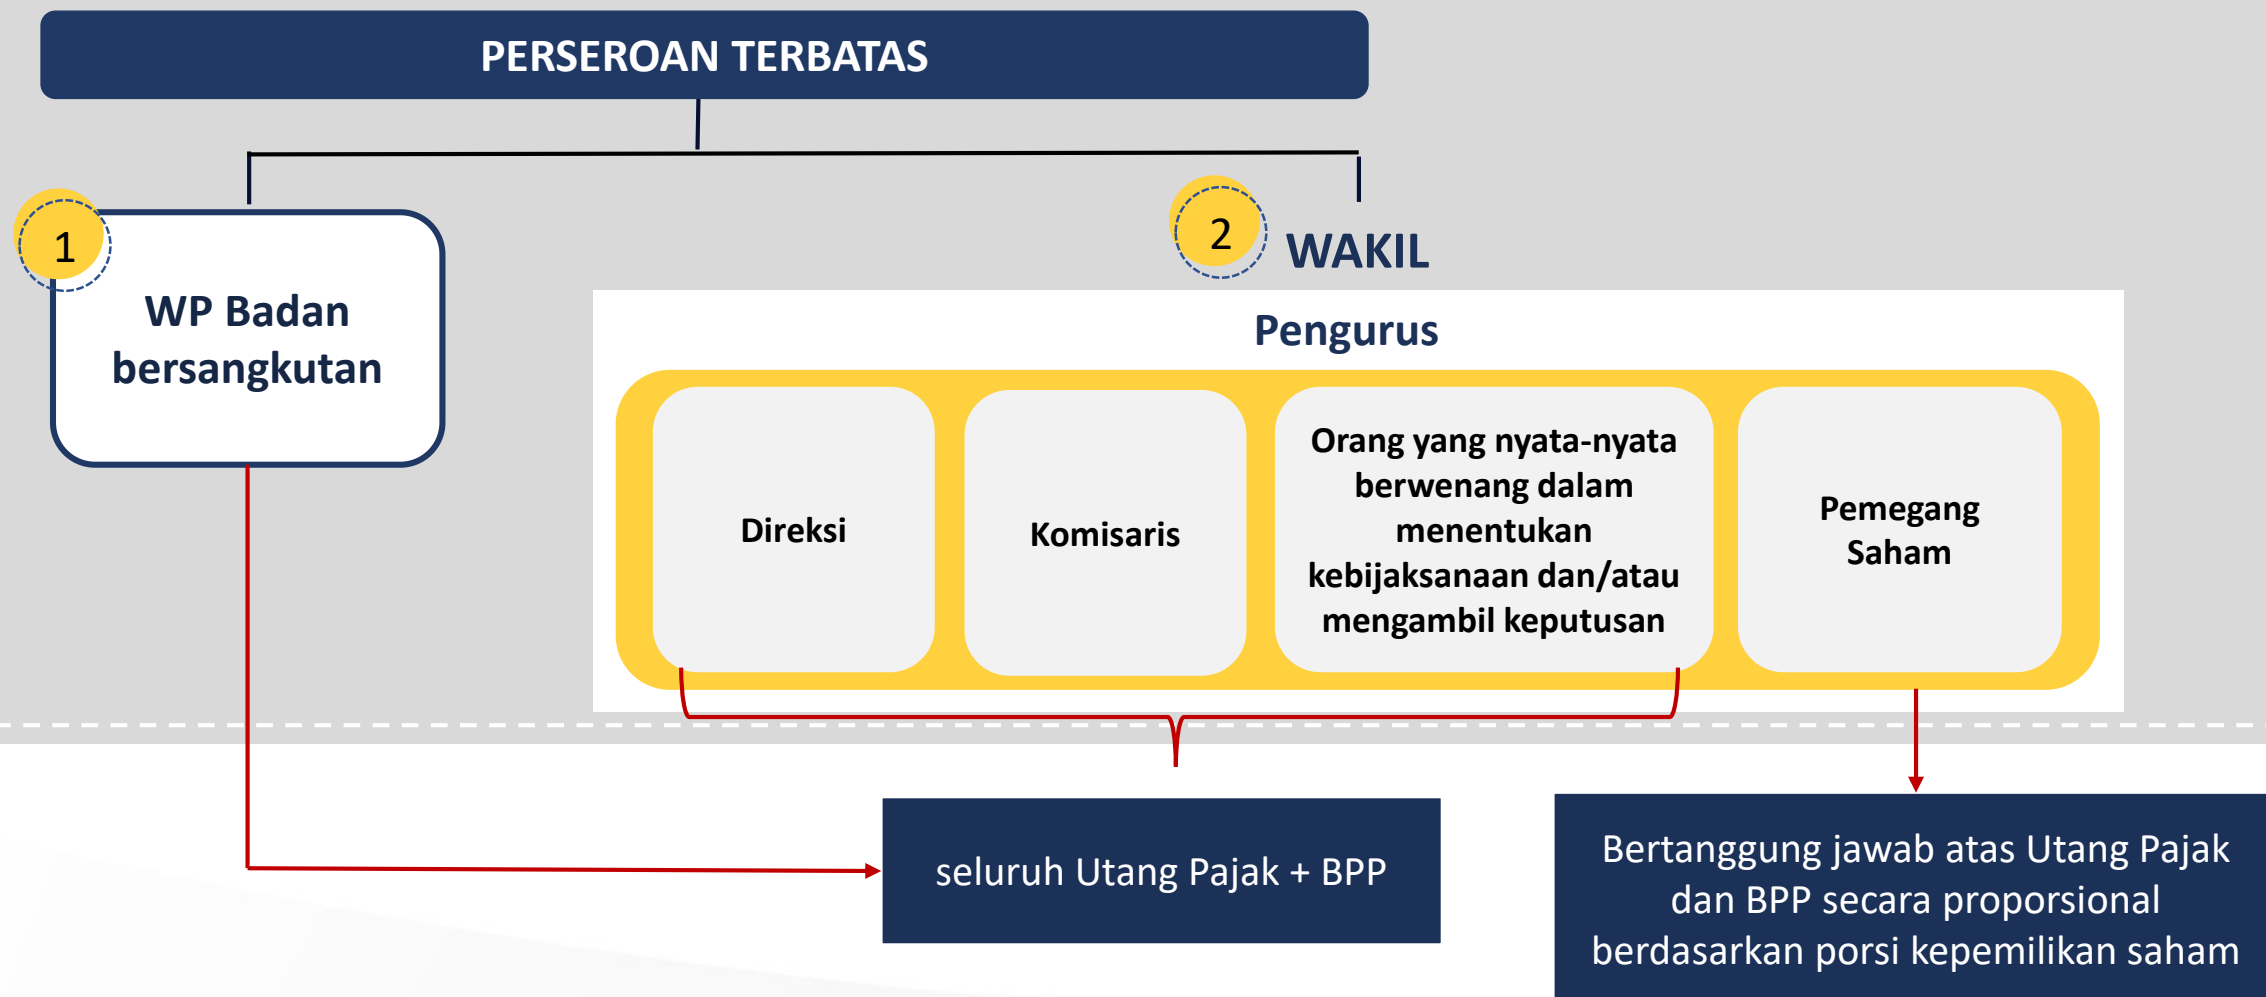 PERSEROAN TERBATAS
1
WP Badan
bersangkutan
2
WAKIL
Pengurus
Direksi
Komisaris
Orang yang nyata-nyata
berwenang dalam
menentukan
kebijaksanaan dan/atau
mengambil keputusan
Pemegang
Saham
seluruh Utang Pajak + BPP
Bertanggung jawab atas Utang Pajak
dan BPP secara proporsional
berdasarkan porsi kepemilikan saham